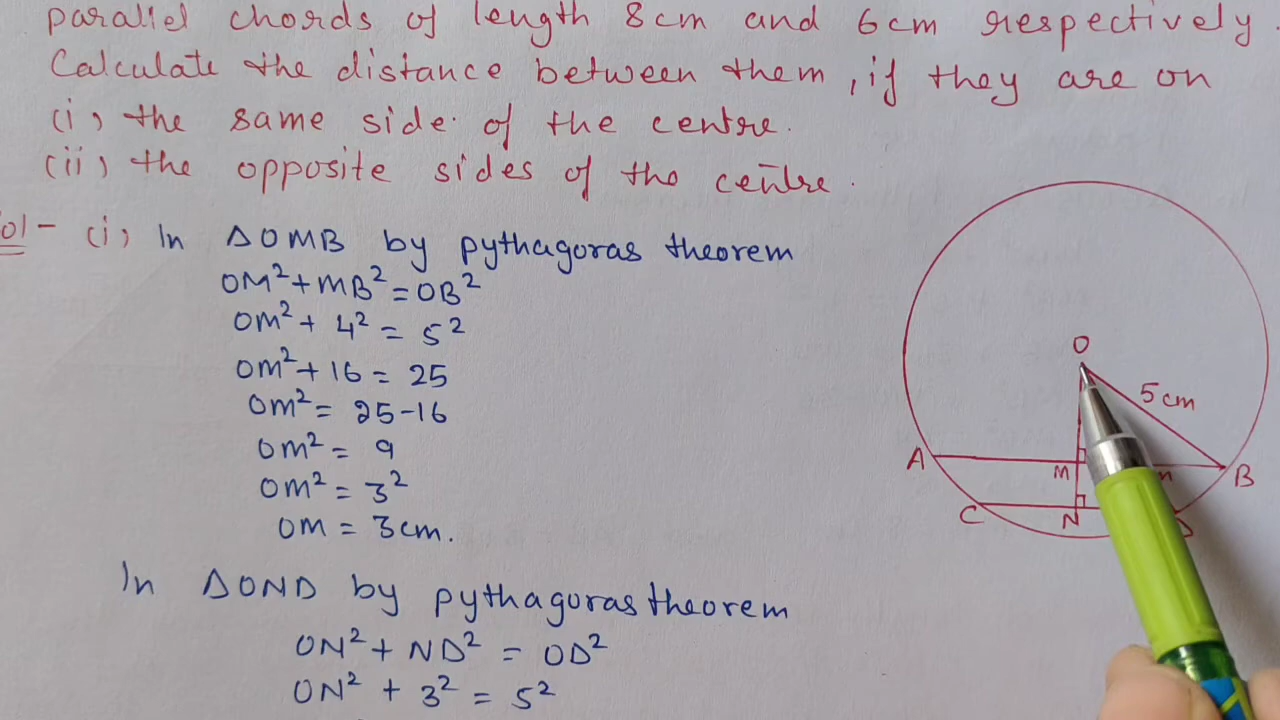 parallel chords of length 8cm and 6cm respectively.
Calculate the distance between them, if they are on
(i) the same side of the centre.
(ii) the opposite sides of the centre.
(i) In ΔOMB by pythagoras theorem
OM²+MB²=OB²
OM²+ 4² = 5²
OM²+16 = 25
OM² = 25-16
OM² = 9
OM² = 3²
OM = 3cm.
In ΔOND by pythagoras theorem
ON²+ND² = OD²
ON² + 3² = 5²
O
5cm
A
M
B
C
N